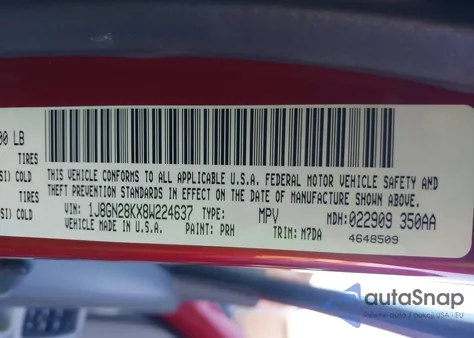 00 LB
TIRES
SI) COLD
TIRES
SI) COLD
THIS VEHICLE CONFORMS TO ALL APPLICABLE U.S.A. FEDERAL MOTOR VEHICLE SAFETY AND
THEFT PREVENTION STANDARDS IN EFFECT ON THE DATE OF MANUFACTURE SHOWN ABOVE.
VIN: 1J8GN28KX8W224637 TYPE: MPV MDH: 022909 350AA
VEHICLE MADE IN U.S.A. PAINT: PRH TRIM: M7DA 4648509
autoSnap